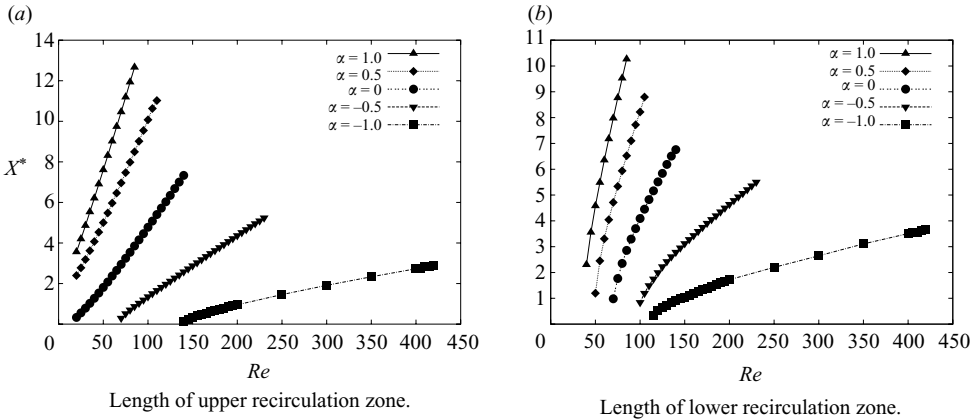 (a)
14
12
10
8
6
4
2
0
X*
50 100 150 200 250 300 350 400 450
Re
α = 1.0
α = 0.5
α = 0
α = –0.5
α = –1.0
Length of upper recirculation zone.
(b)
11
10
9
8
7
6
5
4
3
2
1
0
50 100 150 200 250 300 350 400 450
Re
α = 1.0
α = 0.5
α = 0
α = –0.5
α = –1.0
Length of lower recirculation zone.